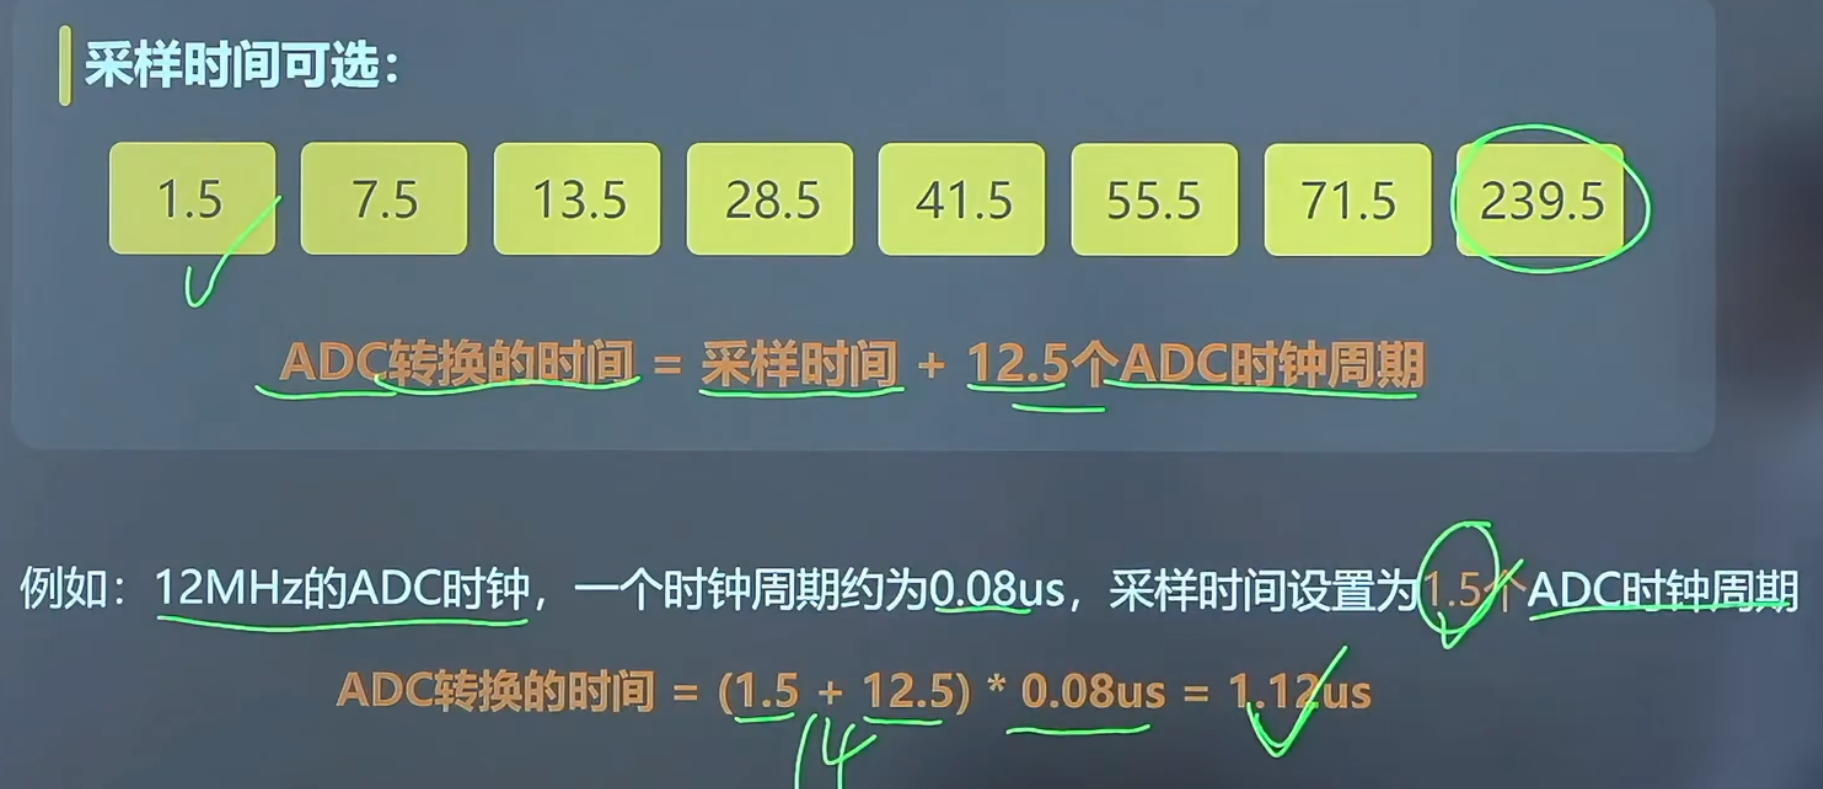 采样时间可选：
1.5 7.5 13.5 28.5 41.5 55.5 71.5 239.5
ADC转换的时间 = 采样时间 + 12.5个ADC时钟周期
例如：12MHz的ADC时钟，一个时钟周期约为0.08us，采样时间设置为1.5个ADC时钟周期
ADC转换的时间 = (1.5 + 12.5) * 0.08us = 1.12us
14